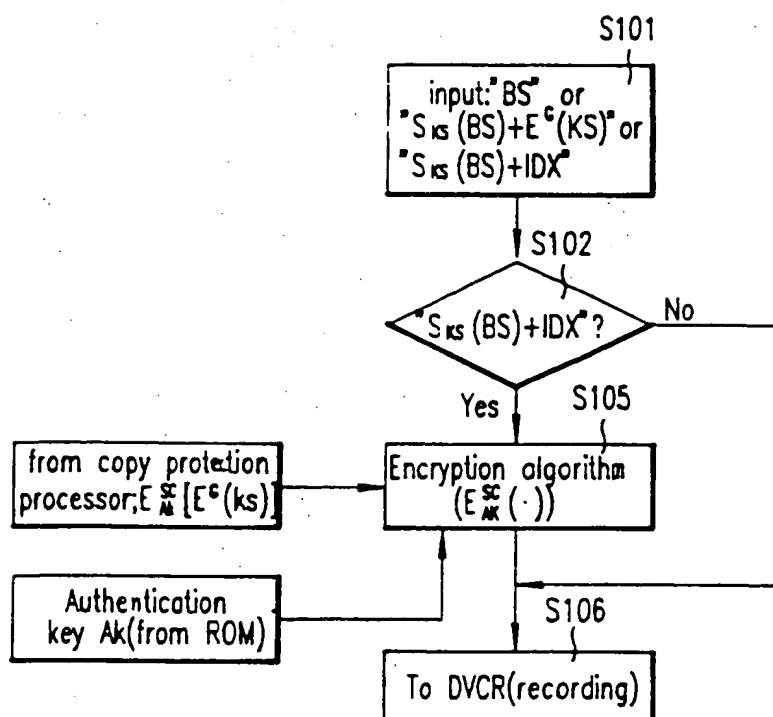 S101
input:"BS" or
"S_KS(BS)+E^G(KS)" or
"S_KS(BS)+IDX"
S102
"S_KS(BS)+IDX"?
No
Yes
S105
from copy protection
processor;E^SC_AK[E^G(ks)]
Encryption algorithm
(E^SC_AK(·))
Authentication
key Ak(from ROM)
S106
To DVCR(recording)